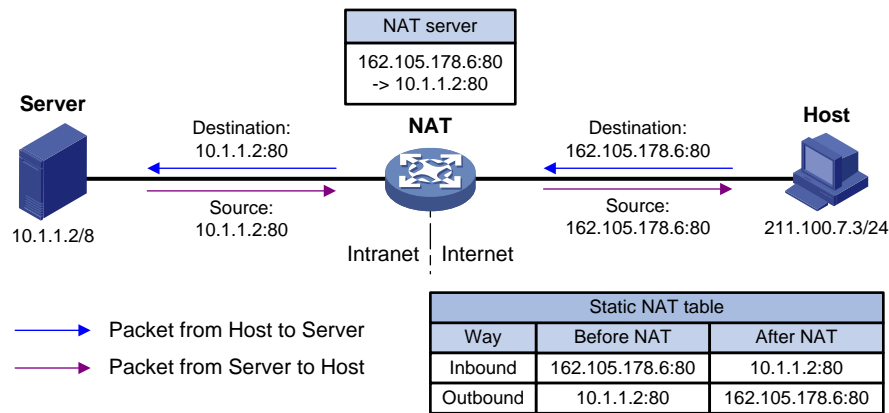 NAT server
162.105.178.6:80
-> 10.1.1.2:80
Server
NAT
Host
Destination:
10.1.1.2:80
Destination:
162.105.178.6:80
Source:
10.1.1.2:80
Source:
162.105.178.6:80
10.1.1.2/8
211.100.7.3/24
Intranet
Internet
Packet from Host to Server
Packet from Server to Host
Static NAT table
Way Before NAT After NAT
Inbound 162.105.178.6:80 10.1.1.2:80
Outbound 10.1.1.2:80 162.105.178.6:80